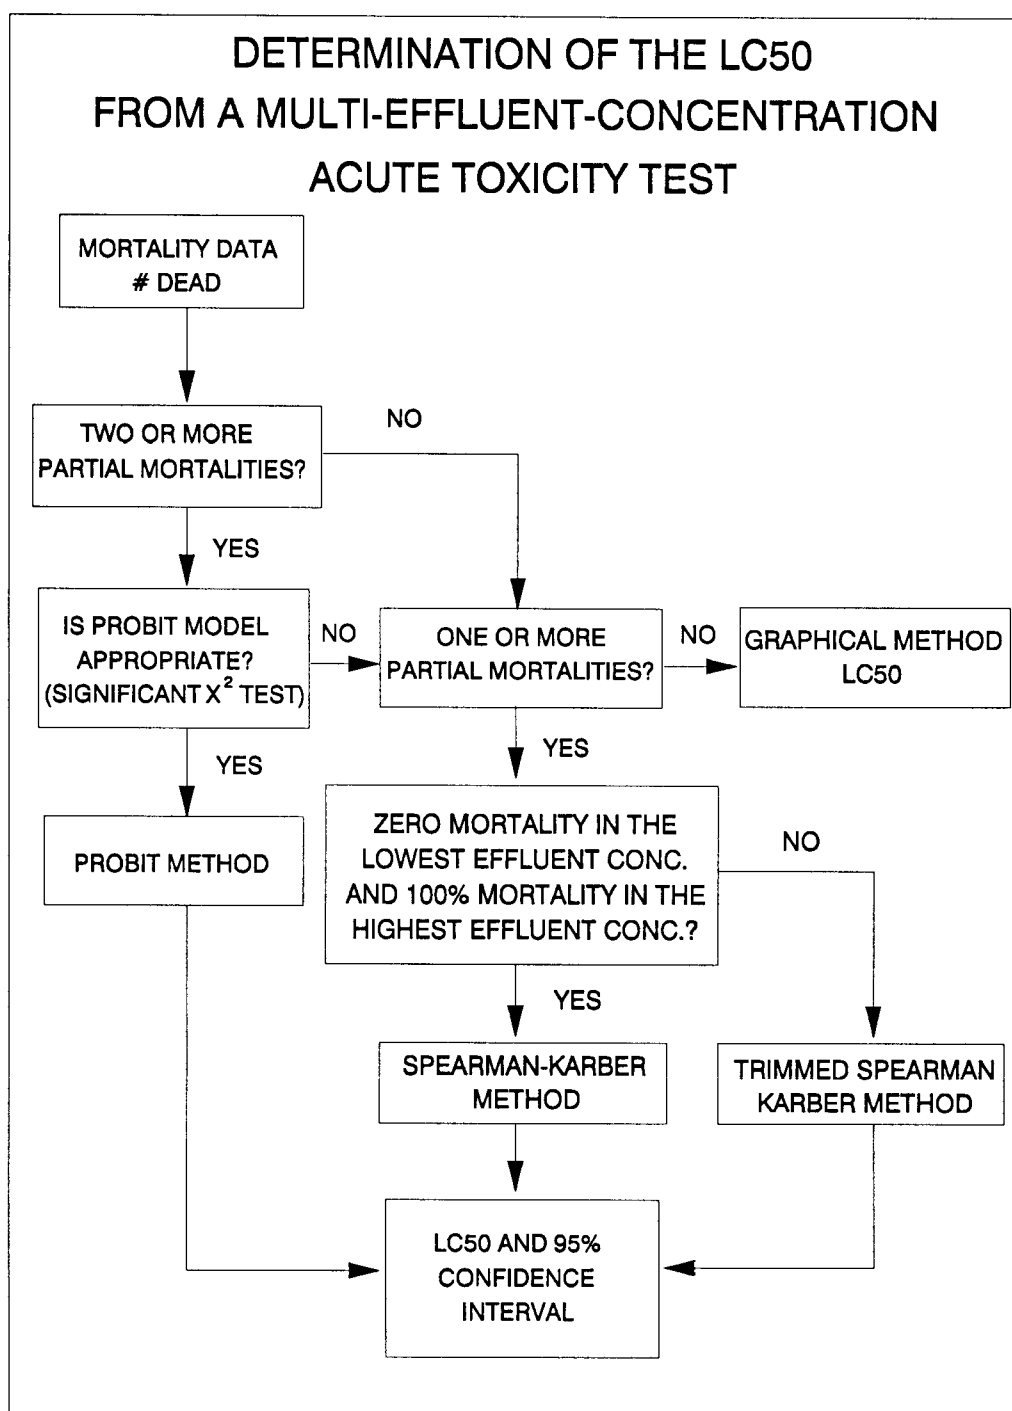 DETERMINATION OF THE LC50
FROM A MULTI-EFFLUENT-CONCENTRATION
ACUTE TOXICITY TEST
MORTALITY DATA
# DEAD
TWO OR MORE
PARTIAL MORTALITIES?
NO
YES
IS PROBIT MODEL
APPROPRIATE?
(SIGNIFICANT X² TEST)
NO
ONE OR MORE
PARTIAL MORTALITIES?
NO
GRAPHICAL METHOD
LC50
YES
YES
PROBIT METHOD
ZERO MORTALITY IN THE
LOWEST EFFLUENT CONC.
AND 100% MORTALITY IN THE
HIGHEST EFFLUENT CONC.?
NO
YES
SPEARMAN-KARBER
METHOD
TRIMMED SPEARMAN
KARBER METHOD
LC50 AND 95%
CONFIDENCE
INTERVAL